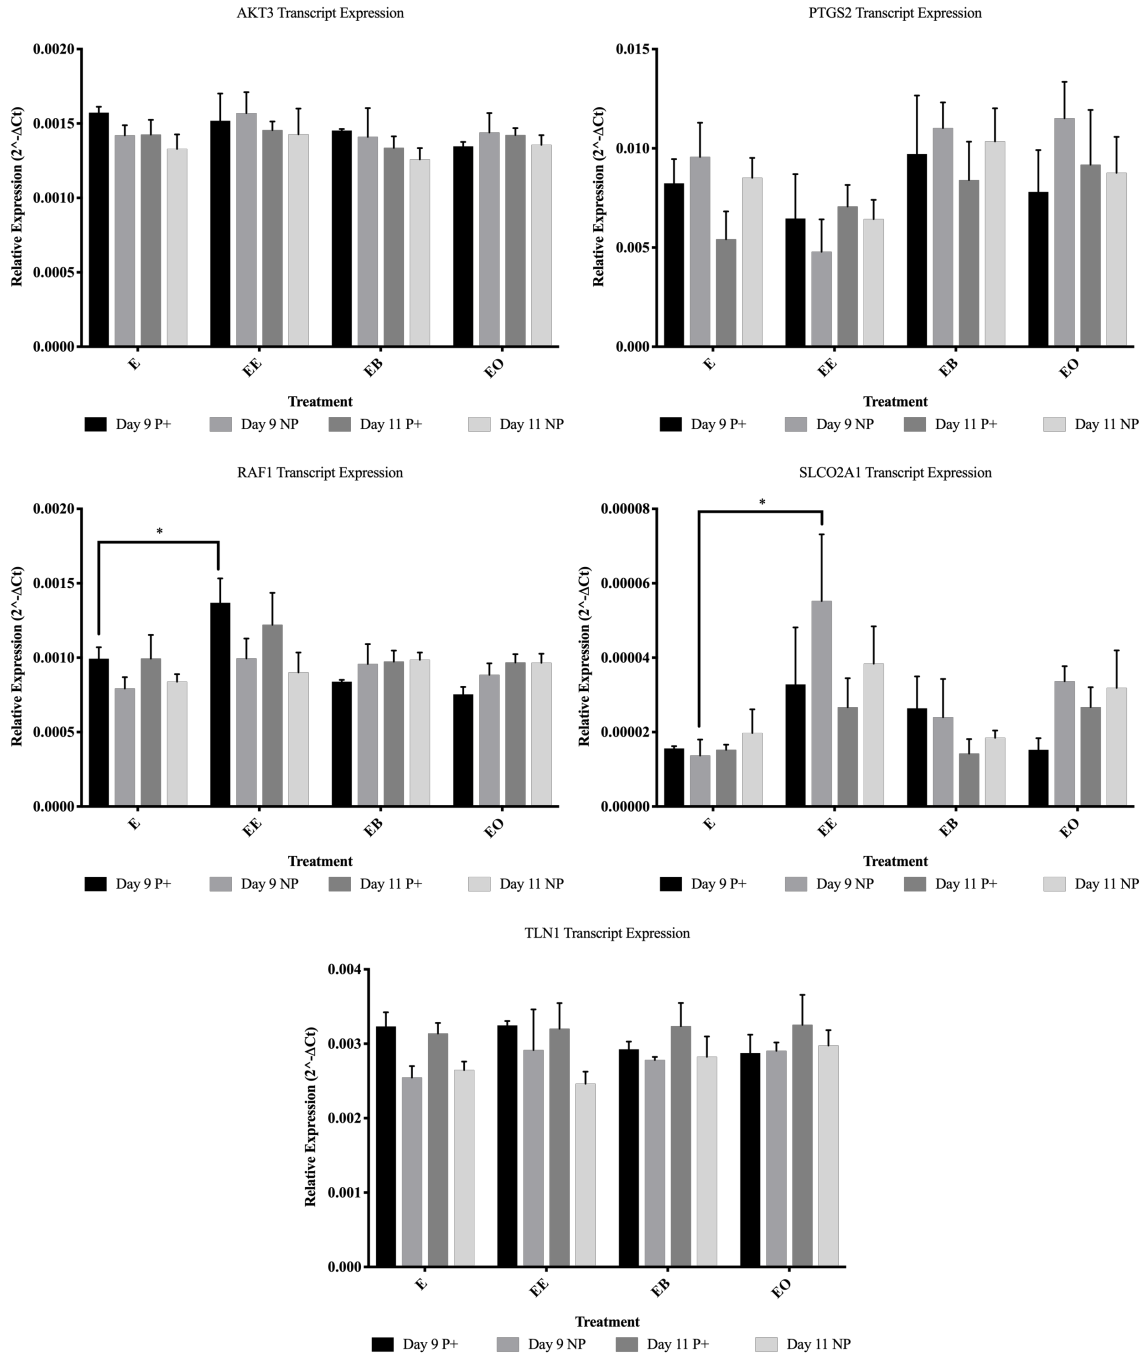 AKT3 Transcript Expression
Relative Expression (2^-ΔCt)
0.0020
0.0015
0.0010
0.0005
0.0000
E EE EB EO
Treatment
Day 9 P+ Day 9 NP Day 11 P+ Day 11 NP
PTGS2 Transcript Expression
Relative Expression (2^-ΔCt)
0.015
0.010
0.005
0.000
E EE EB EO
Treatment
Day 9 P+ Day 9 NP Day 11 P+ Day 11 NP
RAF1 Transcript Expression
Relative Expression (2^-ΔCt)
0.0020
0.0015
0.0010
0.0005
0.0000
*
E EE EB EO
Treatment
Day 9 P+ Day 9 NP Day 11 P+ Day 11 NP
SLCO2A1 Transcript Expression
Relative Expression (2^-ΔCt)
0.00008
0.00006
0.00004
0.00002
0.00000
*
E EE EB EO
Treatment
Day 9 P+ Day 9 NP Day 11 P+ Day 11 NP
TLN1 Transcript Expression
Relative Expression (2^-ΔCt)
0.004
0.003
0.002
0.001
0.000
E EE EB EO
Treatment
Day 9 P+ Day 9 NP Day 11 P+ Day 11 NP